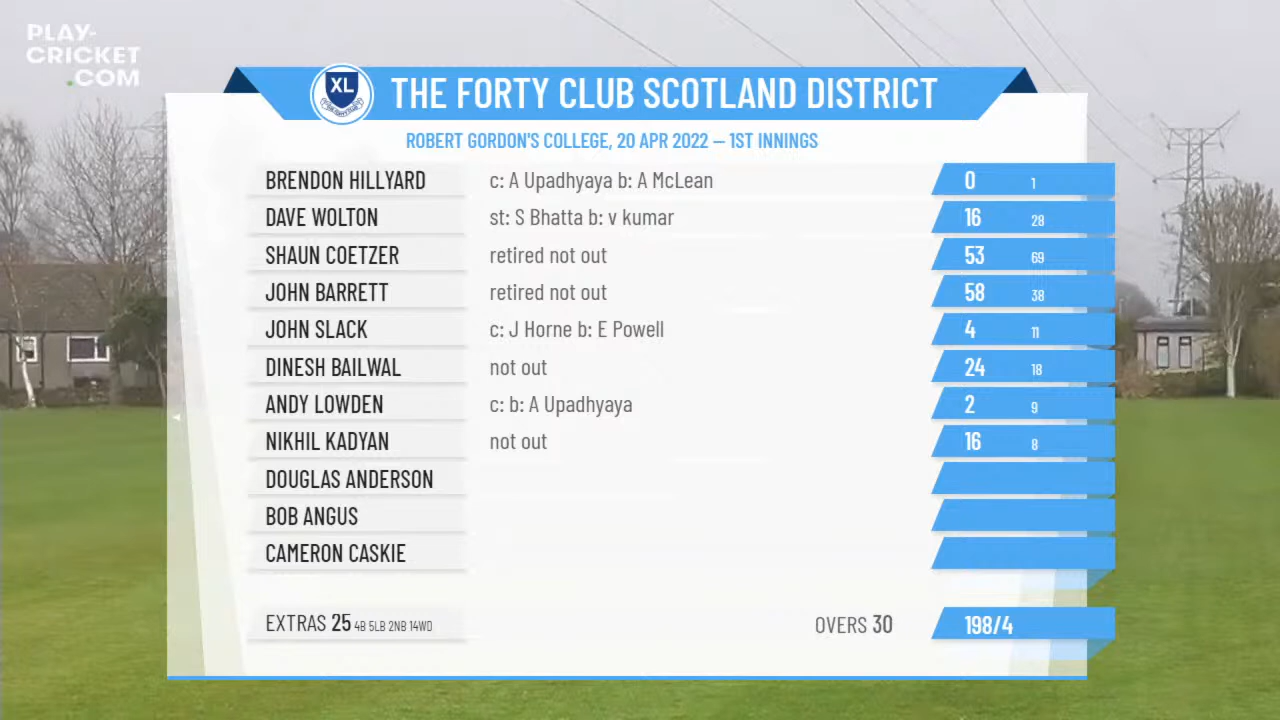 PLAY-
CRICKET
.COM
XL THE FORTY CLUB SCOTLAND DISTRICT
ROBERT GORDON'S COLLEGE, 20 APR 2022 – 1ST INNINGS
BRENDON HILLYARD c: A Upadhyaya b: A McLean 0 1
DAVE WOLTON st: S Bhatta b: v kumar 16 28
SHAUN COETZER retired not out 53 69
JOHN BARRETT retired not out 58 38
JOHN SLACK c: J Horne b: E Powell 4 11
DINESH BAILWAL not out 24 18
ANDY LOWDEN c: b: A Upadhyaya 2 9
NIKHIL KADYAN not out 16 8
DOUGLAS ANDERSON
BOB ANGUS
CAMERON CASKIE
EXTRAS 25 4B 5LB 2NB 14WD OVERS 30 198/4